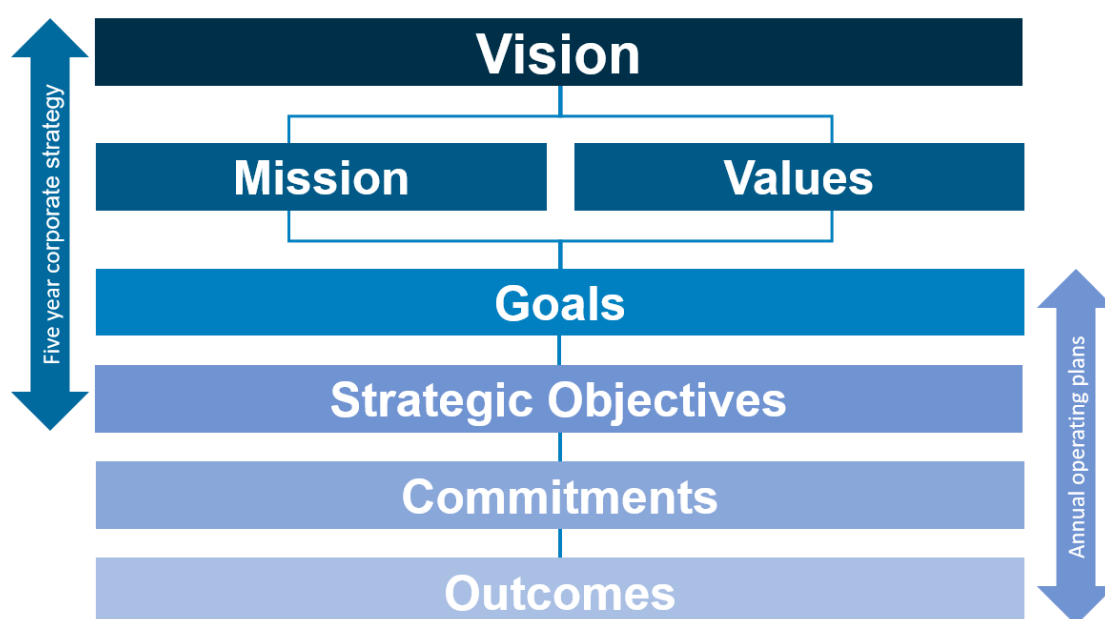 Vision
Five year corporate strategy
Mission
Values
Goals
Strategic Objectives
Annual operating plans
Commitments
Outcomes